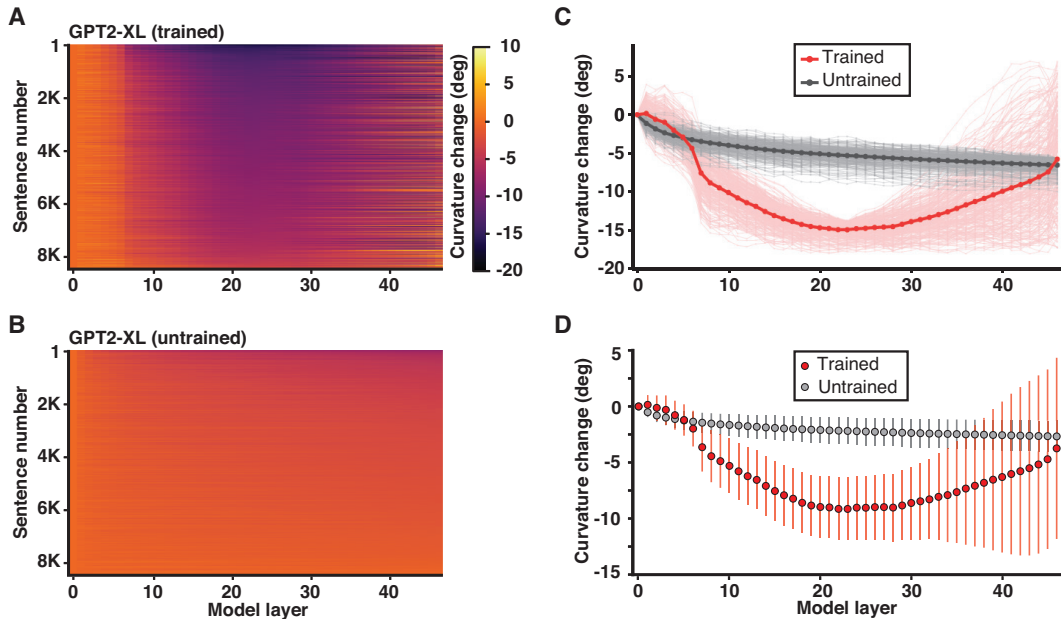 A
GPT2-XL (trained)
Sentence number
1
2K
4K
6K
8K
0
10
20
30
40
10
5
0
-5
-10
-15
-20
Curvature change (deg)
B
GPT2-XL (untrained)
Sentence number
1
2K
4K
6K
8K
0
10
20
30
40
Model layer
C
Trained
Untrained
Curvature change (deg)
0
-5
-10
-15
-20
0
10
20
30
40
D
Trained
Untrained
Curvature change (deg)
5
0
-5
-10
-15
0
10
20
30
40
Model layer